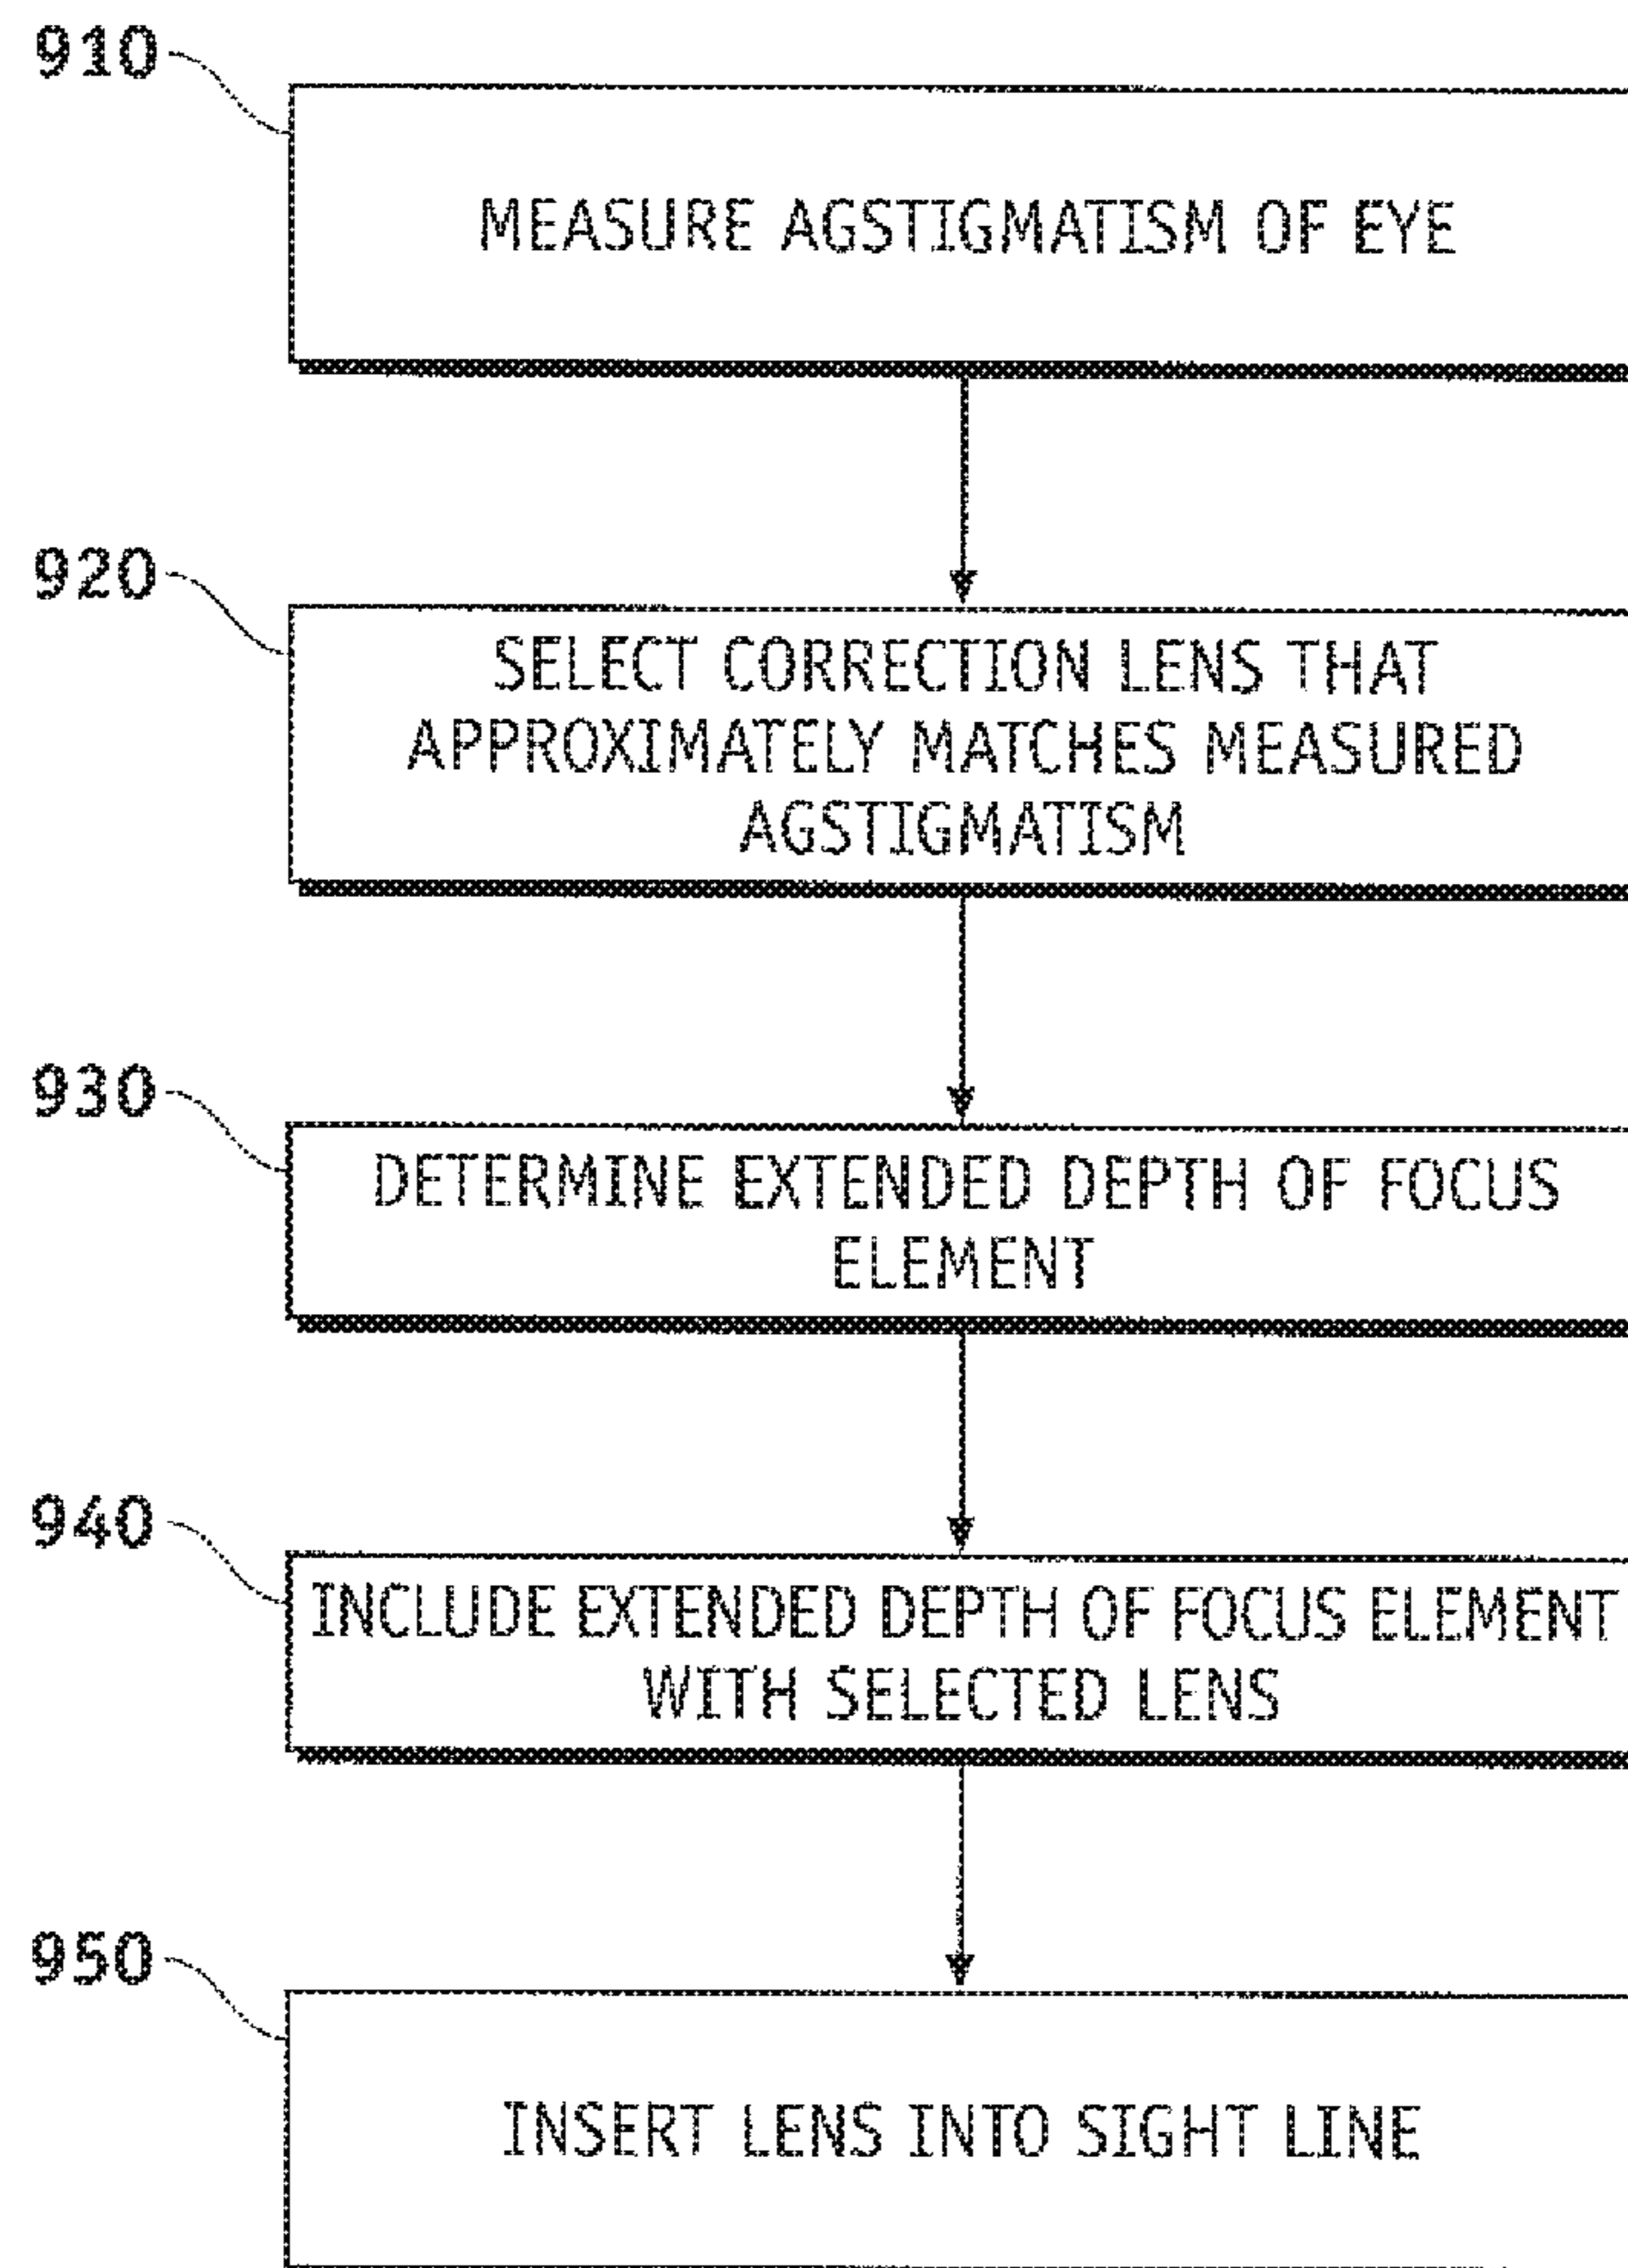 910
MEASURE AGSTIGMATISM OF EYE
920
SELECT CORRECTION LENS THAT
APPROXIMATELY MATCHES MEASURED
AGSTIGMATISM
930
DETERMINE EXTENDED DEPTH OF FOCUS
ELEMENT
940
INCLUDE EXTENDED DEPTH OF FOCUS ELEMENT
WITH SELECTED LENS
950
INSERT LENS INTO SIGHT LINE